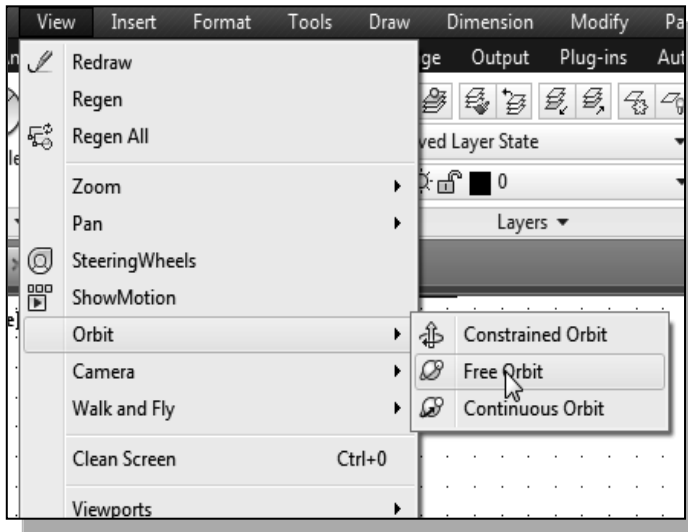 View Insert Format Tools Draw Dimension Modify Pa
ge Output Plug-ins Aut
Redraw
Regen
Regen All
ved Layer State
0
Zoom
Pan
Layers
SteeringWheels
ShowMotion
Orbit
Constrained Orbit
Camera
Free Orbit
Walk and Fly
Continuous Orbit
Clean Screen Ctrl+0
Viewports